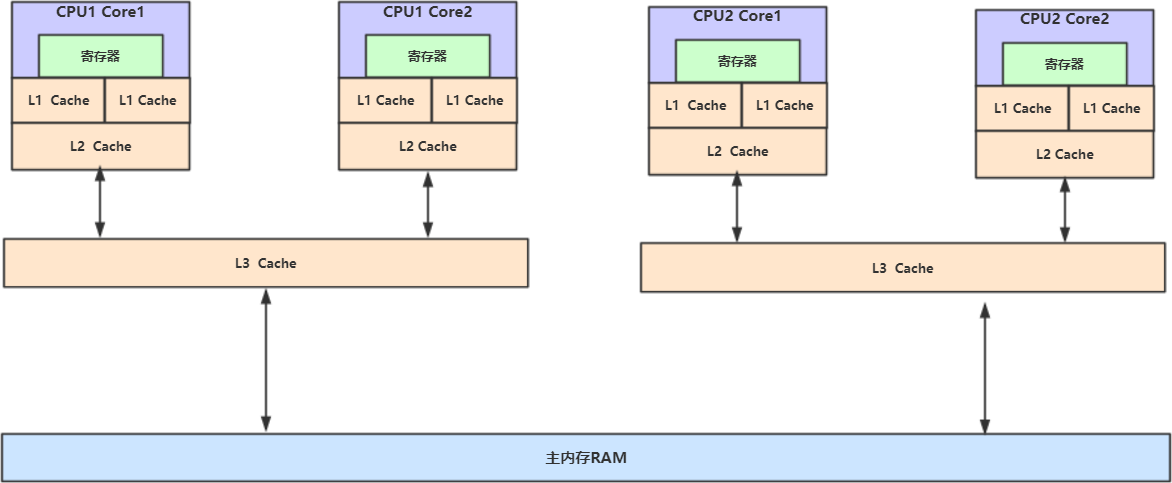 CPU1 Core1
寄存器
L1 Cache
L1 Cache
L2 Cache
CPU1 Core2
寄存器
L1 Cache
L1 Cache
L2 Cache
CPU2 Core1
寄存器
L1 Cache
L1 Cache
L2 Cache
CPU2 Core2
寄存器
L1 Cache
L1 Cache
L2 Cache
L3 Cache
L3 Cache
主内存RAM